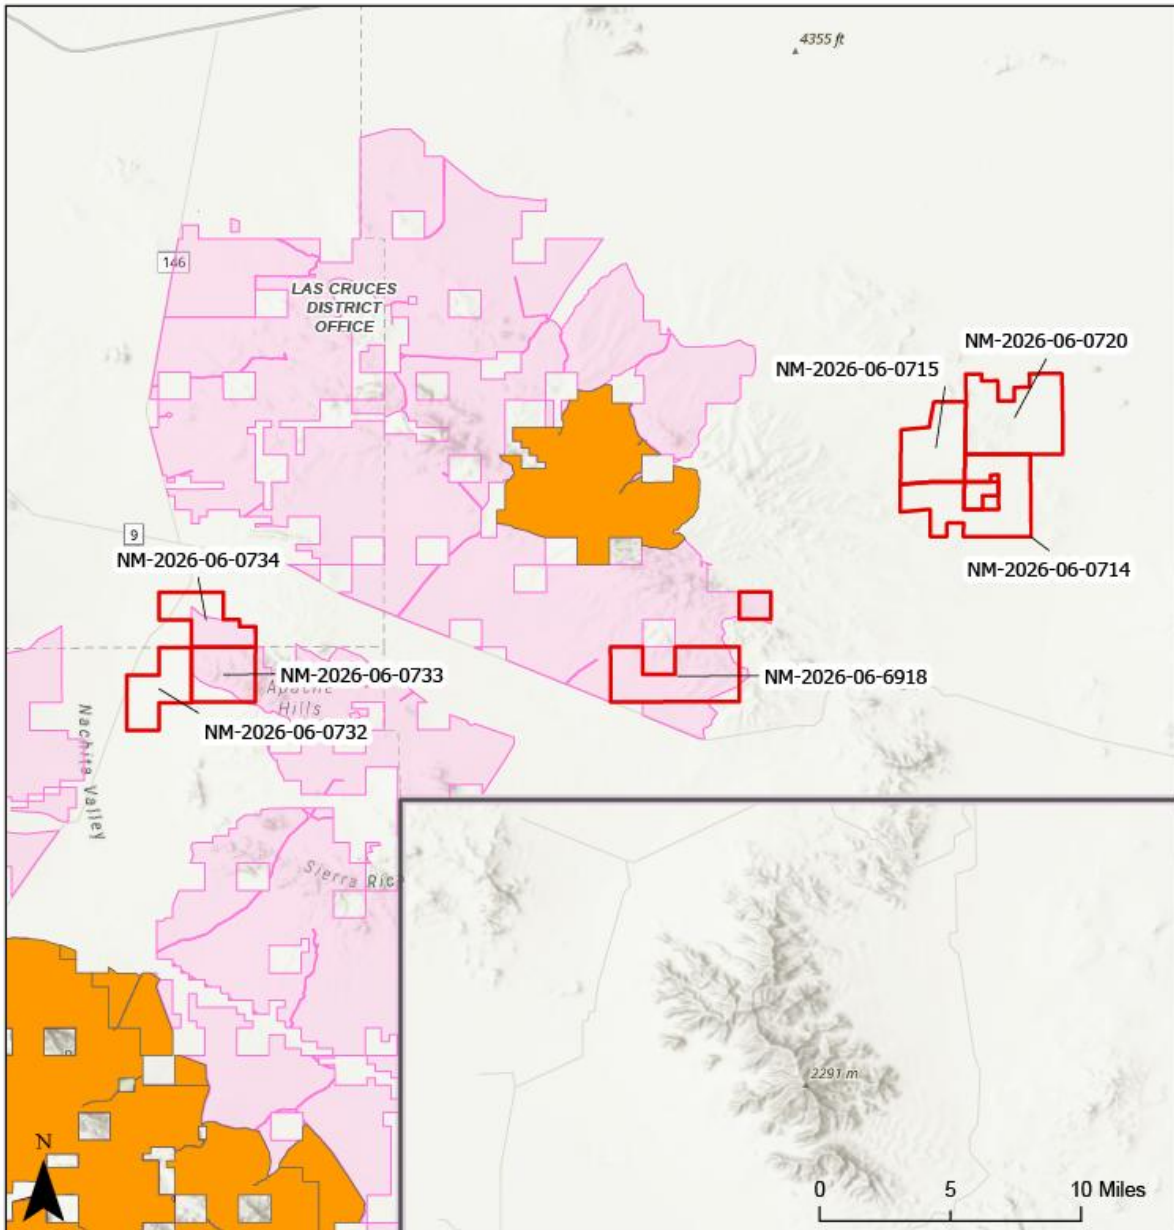 4355 ft
146
LAS CRUCES
DISTRICT
OFFICE
NM-2026-06-0720
NM-2026-06-0715
9
NM-2026-06-0734
NM-2026-06-0714
NM-2026-06-0733
NM-2026-06-6918
Apache
Hills
NM-2026-06-0732
Nachita Valley
Sierra Rica
2291 m
N
0 5 10 Miles